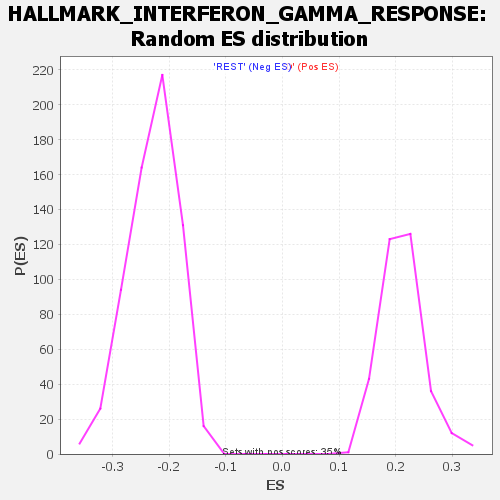 HALLMARK_INTERFERON_GAMMA_RESPONSE:
Random ES distribution
'REST' (Neg ES)' (Pos ES)
220
200
180
160
140
120
100
80
60
40
20
0
P(ES)
Sets with pos scores: 35%
-0.3 -0.2 -0.1 0.0 0.1 0.2 0.3
ES